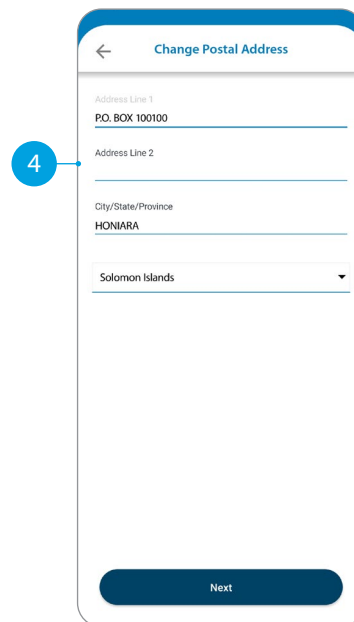 Change Postal Address
Address Line 1
P.O. BOX 100100
4
Address Line 2
City/State/Province
HONIARA
Solomon Islands
Next